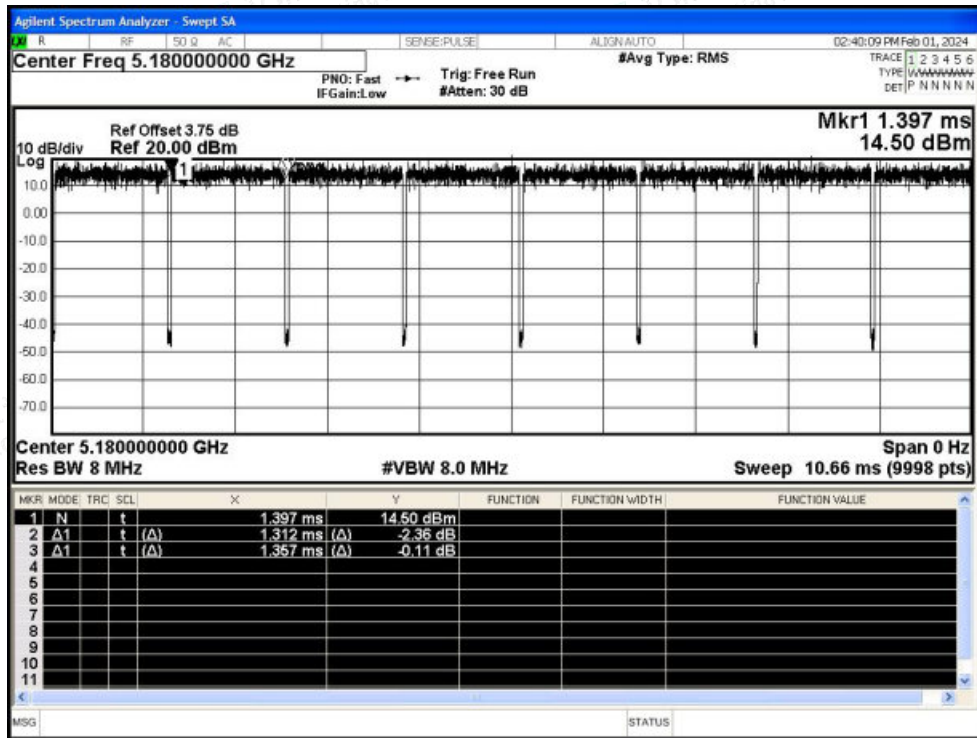 Agilent Spectrum Analyzer - Swept SA
R RF 50 Ω AC SENSE:PULSE ALIGN AUTO 02:40:09 PM Feb 01, 2024
Center Freq 5.180000000 GHz #Avg Type: RMS TRACE 1 2 3 4 5 6
PNO: Fast Trig: Free Run TYPE
IFGain:Low #Atten: 30 dB DET P N N N N N
Mkr1 1.397 ms
Ref Offset 3.75 dB
10 dB/div Ref 20.00 dBm 14.50 dBm
Log
1
10.0
0.00
-10.0
-20.0
-30.0
-40.0
-50.0
-60.0
-70.0
Center 5.180000000 GHz Span 0 Hz
Res BW 8 MHz #VBW 8.0 MHz Sweep 10.66 ms (9998 pts)
MKR MODE TRC SCL X Y FUNCTION FUNCTION WIDTH FUNCTION VALUE
1 N t 1.397 ms 14.50 dBm
2 Δ1 t (Δ) 1.312 ms (Δ) -2.36 dB
3 Δ1 t (Δ) 1.357 ms (Δ) -0.11 dB
4
5
6
7
8
9
10
11
MSG STATUS